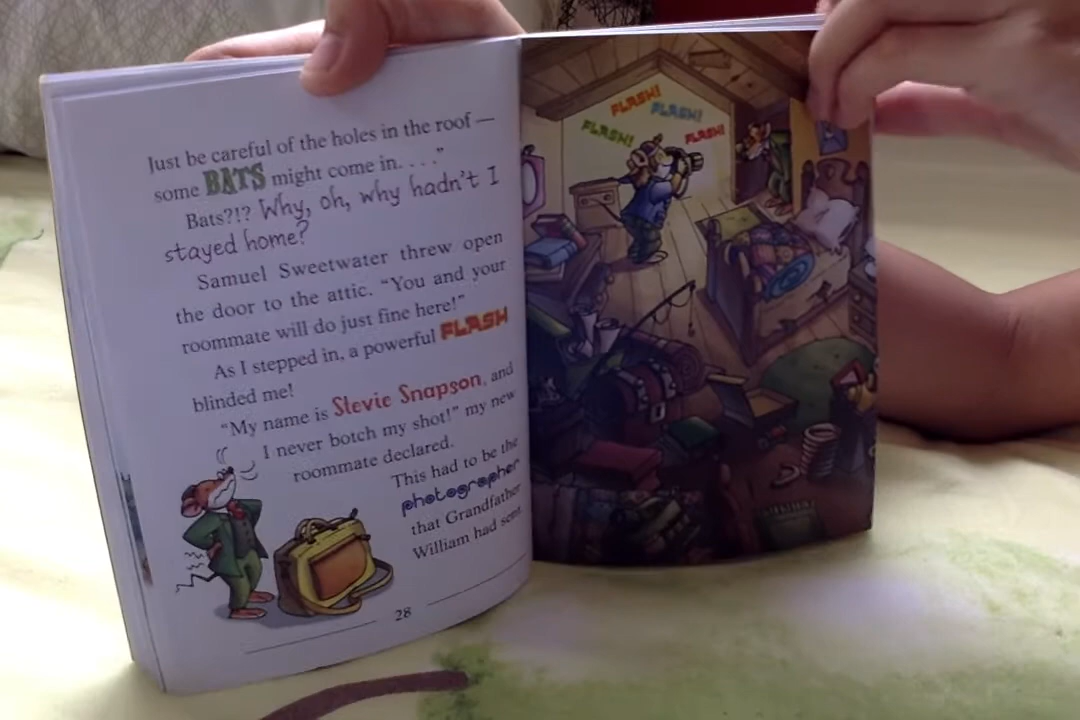 Just be careful of the holes in the roof —
some BATS might come in. . . .”
Bats?!? Why, oh, why hadn’t I
stayed home?
Samuel Sweetwater threw open
the door to the attic. “You and your
roommate will do just fine here!”
As I stepped in, a powerful FLASH
blinded me!
“My name is Stevie Snapson, and
I never botch my shot!” my new
roommate declared.
This had to be the
photographer
that Grandfather
William had sent.
28
FLASH!
FLASH!
FLASH!
FLASH!